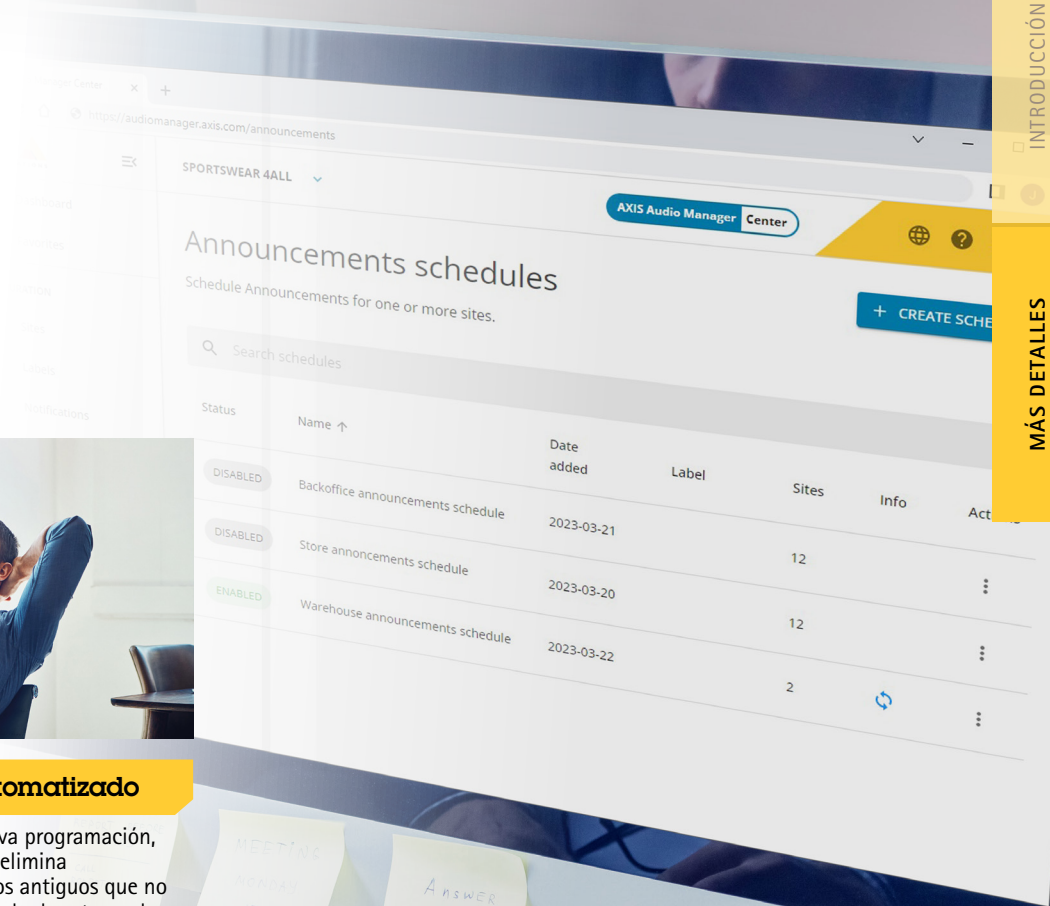 INTRODUCCIÓN
MÁS DETALLES
https://audiomanager.axis.com/announcements
SPORTSWEAR 4ALL
AXIS Audio Manager Center
Announcements schedules
Schedule Announcements for one or more sites.
+ CREATE SCHE
Search schedules
Status Name Date added Label Sites Info
DISABLED Backoffice announcements schedule 2023-03-21 12
DISABLED Store annoncements schedule 2023-03-20 12
ENABLED Warehouse announcements schedule 2023-03-22 2
tomatizado
va programación,
elimina
os antiguos que no
MEETING
MONDAY
ANSWER